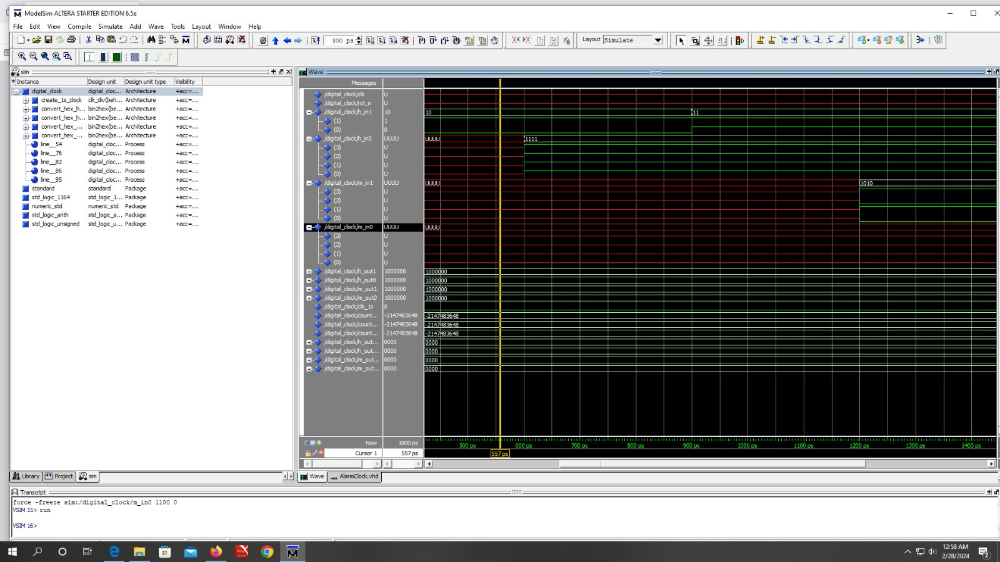 ModelSim ALTERA STARTER EDITION 6.5e
File Edit View Compile Simulate Add Wave Tools Layout Window Help
300 ps Layout Simulate
sim
Instance Design unit Design unit type Visibility
digital_clock digital_doc... Architecture +acc=...
create_1s_clock clk_div(beh... Architecture +acc=...
convert_hex_h... bin2hex(be... Architecture +acc=...
convert_hex_h... bin2hex(be... Architecture +acc=...
convert_hex_... bin2hex(be... Architecture +acc=...
convert_hex_... bin2hex(be... Architecture +acc=...
line__54 digital_doc... Process +acc=...
line__76 digital_doc... Process +acc=...
line__82 digital_doc... Process +acc=...
line__86 digital_doc... Process +acc=...
line__95 digital_doc... Process +acc=...
standard standard Package +acc=...
std_logic_1164 std_logic_1... Package +acc=...
numeric_std numeric_std Package +acc=...
std_logic_arith std_logic_a... Package +acc=...
std_logic_unsigned std_logic_u... Package +acc=...
Library Project sim
Wave
Messages
/digital_clock/clk U
/digital_clock/rst_n U
/digital_clock/h_in1 10 10 11
(1) 1
(0) 0
/digital_clock/h_in0 UUUU UUUU 1111
(3) U
(2) U
(1) U
(0) U
/digital_clock/m_in1 UUUU UUUU 1010
(3) U
(2) U
(1) U
(0) U
/digital_clock/m_in0 UUUU UUUU
(3) U
(2) U
(1) U
(0) U
/digital_clock/h_out1 1000000 1000000
/digital_clock/h_out0 1000000 1000000
/digital_clock/m_out1 1000000 1000000
/digital_clock/m_out0 1000000 1000000
/digital_clock/clk_1s 0
/digital_clock/count... -2147483648 -2147483648
/digital_clock/count... -2147483648 -2147483648
/digital_clock/count... -2147483648 -2147483648
/digital_clock/h_out... 0000 0000
/digital_clock/h_out... 0000 0000
/digital_clock/m_out... 0000 0000
/digital_clock/m_out... 0000 0000
Now 1800 ps 500 ps 600 ps 700 ps 800 ps 900 ps 1000 ps 1100 ps 1200 ps 1300 ps 1400 ps
Cursor 1 557 ps 557 ps
Wave AlarmClock.vhd
Transcript
force -freeze sim:/digital_clock/m_in0 1100 0
VSIM 15> run
VSIM 16>
12:58 AM
2/28/2024
2